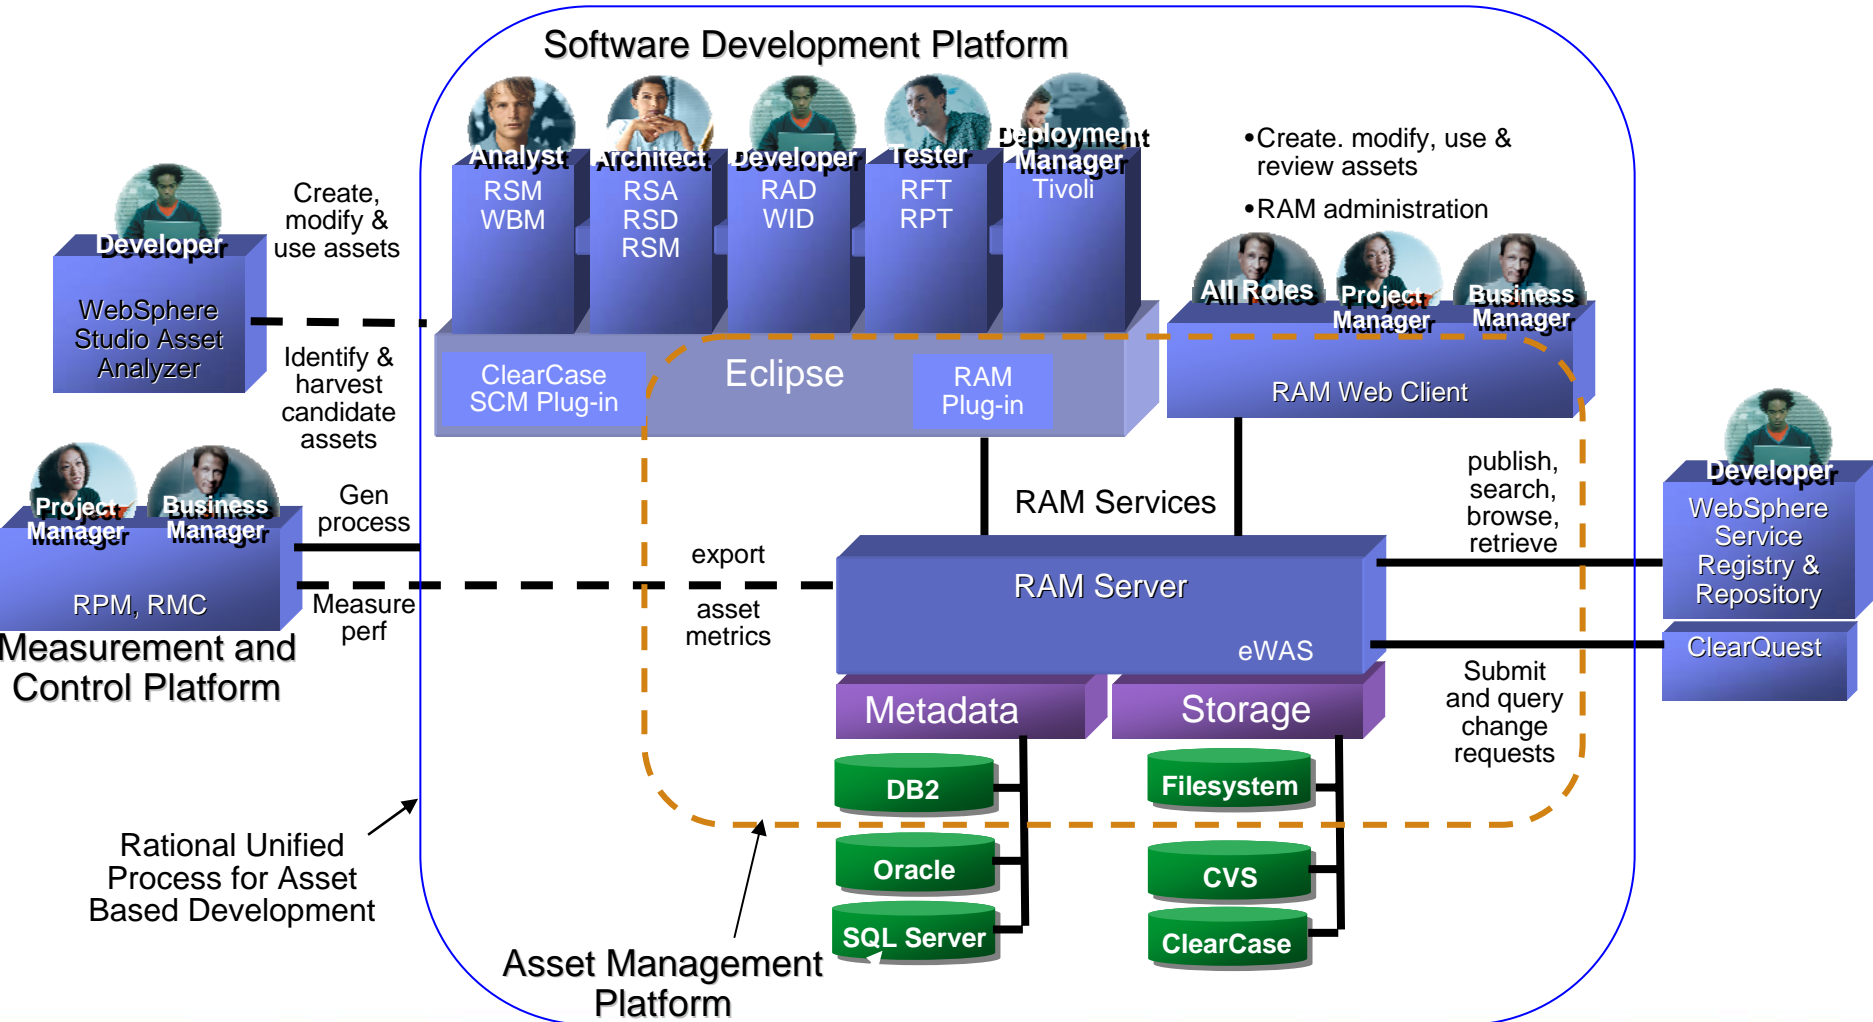 Software Development Platform
Analyst
RSM
WBM
Architect
RSA
RSD
RSM
Developer
RAD
WID
Tester
RFT
RPT
Deployment
Manager
Tivoli
•Create. modify, use &
review assets
•RAM administration
Developer
WebSphere
Studio Asset
Analyzer
Create,
modify &
use assets
Identify &
harvest
candidate
assets
ClearCase
SCM Plug-in
Eclipse
RAM
Plug-in
All Roles
Project
Manager
Business
Manager
RAM Web Client
Project
Manager
Business
Manager
RPM, RMC
Measurement and
Control Platform
Gen
process
Measure
perf
export
asset
metrics
RAM Services
RAM Server
eWAS
publish,
search,
browse,
retrieve
Developer
WebSphere
Service
Registry &
Repository
ClearQuest
Submit
and query
change
requests
Metadata
Storage
DB2
Oracle
SQL Server
Filesystem
CVS
ClearCase
Rational Unified
Process for Asset
Based Development
Asset Management
Platform